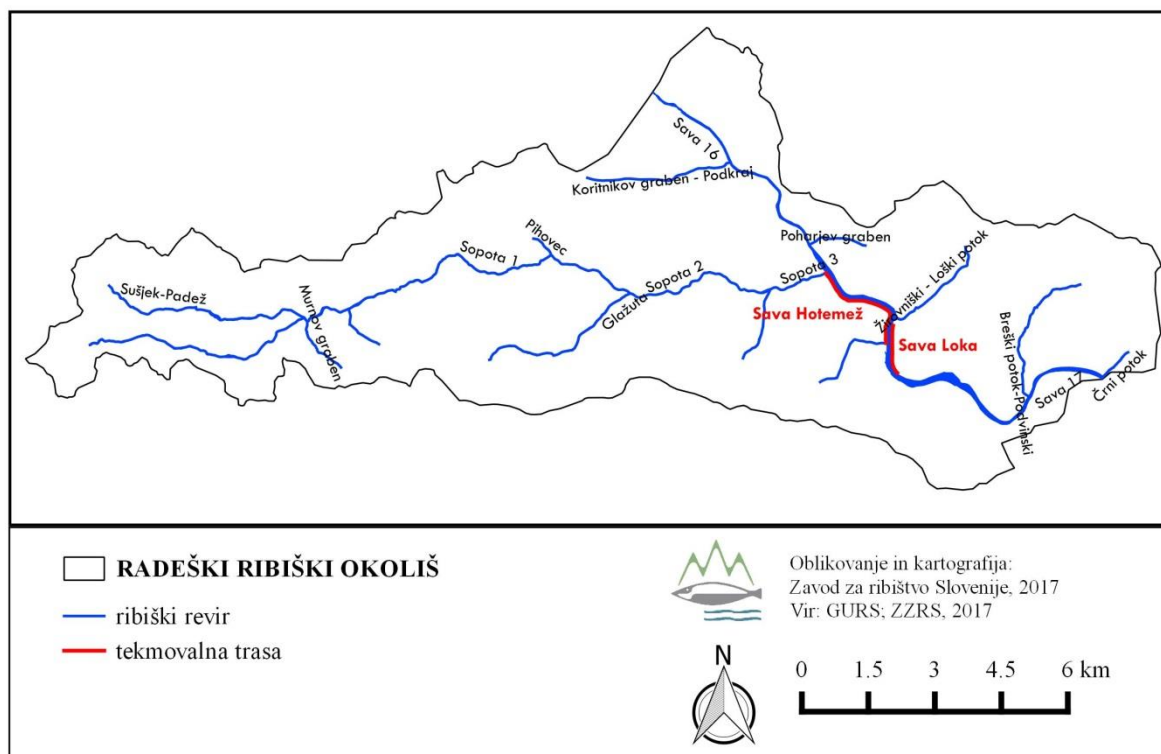 Sava 16
Koritnikov graben - Podkraj
Poharjev graben
Pihovec
Sopota 1
Sopota 2
Sopota 3
Glažuta
Sušjek-Padež
Murnov graben
Sava Hotemež
Žirovniški - Loški potok
Sava Loka
Breški potok-Podvinski
Sava 17
Črni potok
RADEŠKI RIBIŠKI OKOLIŠ
ribiški revir
tekmovalna trasa
Oblikovanje in kartografija:
Zavod za ribištvo Slovenije, 2017
Vir: GURS; ZZRS, 2017
N
0 1.5 3 4.5 6 km